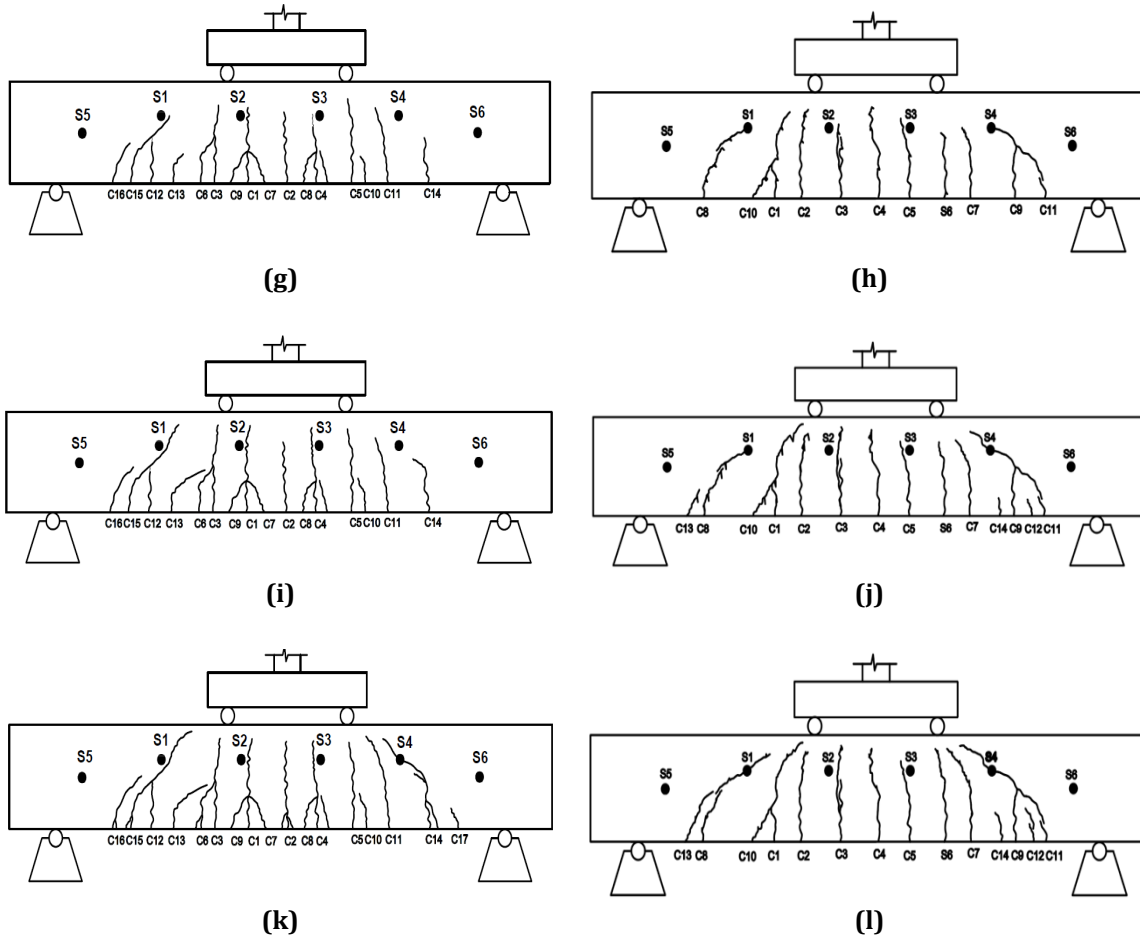 S1 S2 S3 S4
S5 S6
C16 C15 C12 C13 C6 C3 C9 C1 C7 C2 C8 C4 C5 C10 C11 C14
(g)
S1 S2 S3 S4
S5 S6
C8 C10 C1 C2 C3 C4 C5 S6 C7 C9 C11
(h)
S1 S2 S3 S4
S5 S6
C16 C15 C12 C13 C6 C3 C9 C1 C7 C2 C8 C4 C5 C10 C11 C14
(i)
S1 S2 S3 S4
S5 S6
C13 C8 C10 C1 C2 C3 C4 C5 S6 C7 C14 C9 C12 C11
(j)
S1 S2 S3 S4
S5 S6
C16 C15 C12 C13 C6 C3 C9 C1 C7 C2 C8 C4 C5 C10 C11 C14 C17
(k)
S1 S2 S3 S4
S5 S6
C13 C8 C10 C1 C2 C3 C4 C5 S6 C7 C14 C9 C12 C11
(l)